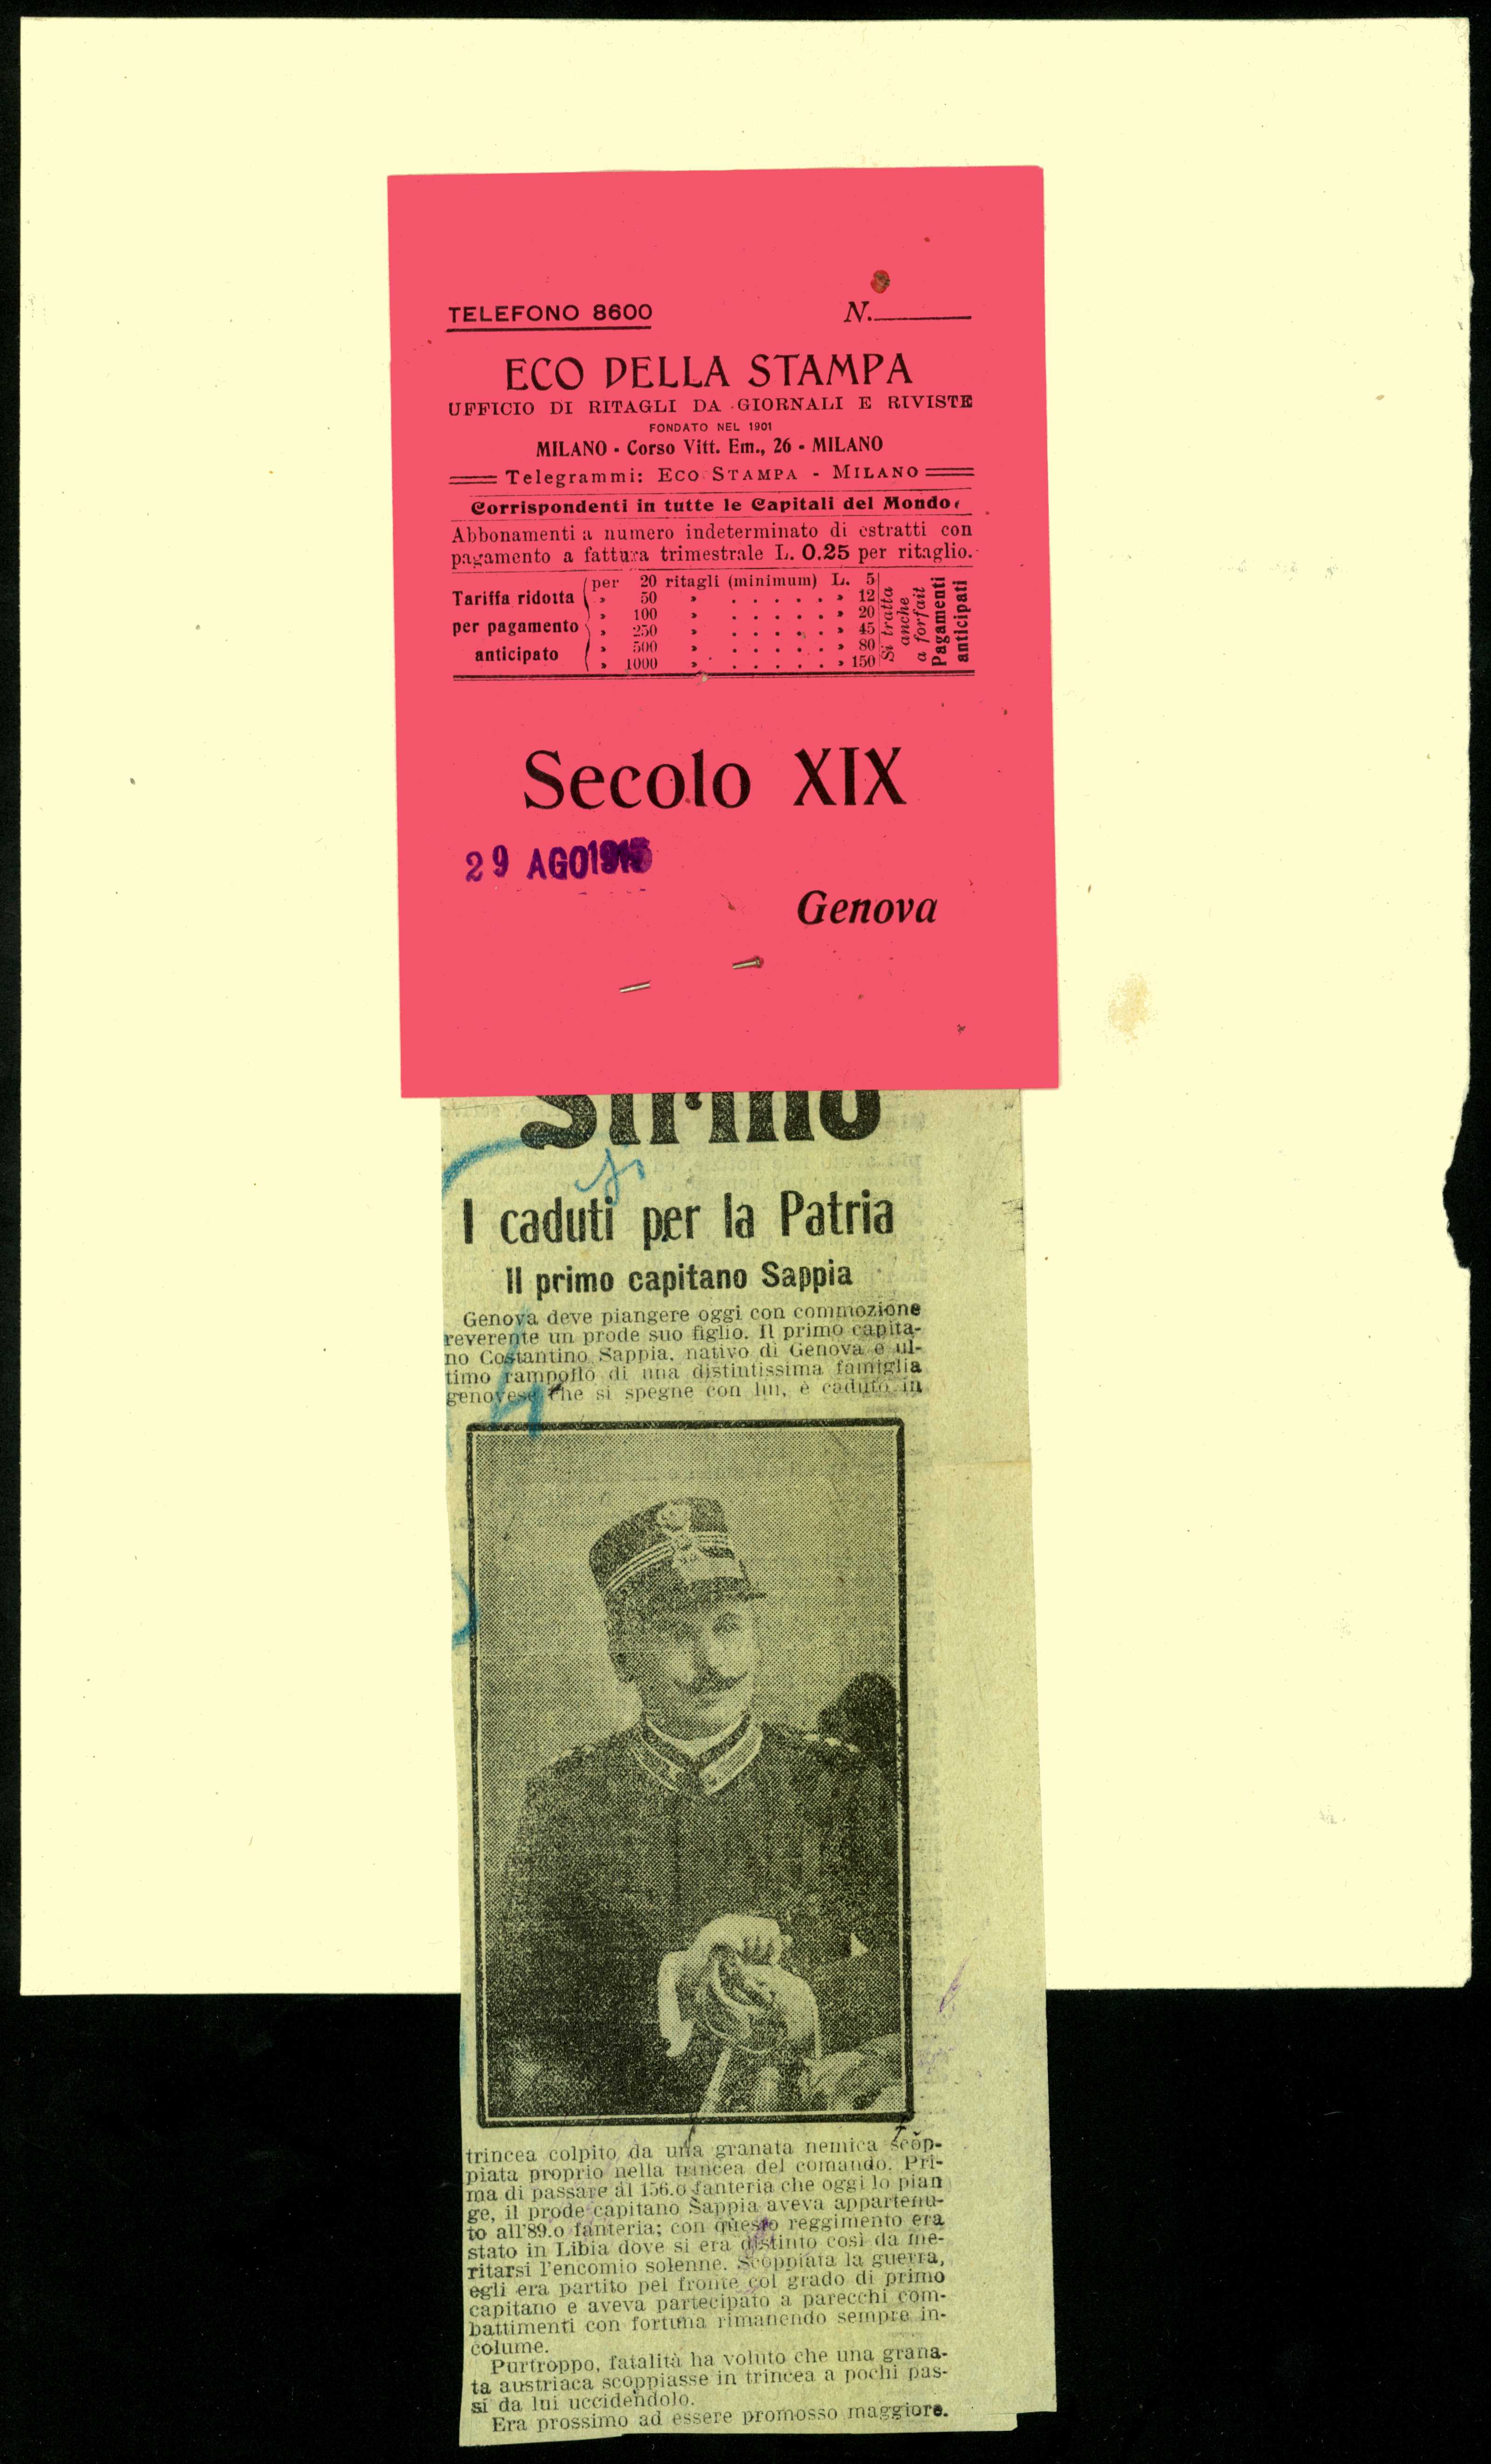 TELEFONO 8600 N.
ECO DELLA STAMPA
UFFICIO DI RITAGLI DA GIORNALI E RIVISTE
FONDATO NEL 1901
MILANO - Corso Vitt. Em., 26 - MILANO
Telegrammi: ECO STAMPA - MILANO
Corrispondenti in tutte le Capitali del Mondo
Abbonamenti a numero indeterminato di estratti con
pagamento a fattura trimestrale L. 0.25 per ritaglio.
Tariffa ridotta
per pagamento
anticipato
per 20 ritagli (minimum) L. 5
» 50 » . . . . . » 12
» 100 » . . . . . » 20
» 250 » . . . . . » 45
» 500 » . . . . . » 80
» 1000 » . . . . . » 150
Si tratta
anche
a forfait
Pagamenti
anticipati
Secolo XIX
29 AGO 1915
Genova
I caduti per la Patria
Il primo capitano Sappia
Genova deve piangere oggi con commozione
reverente un prode suo figlio. Il primo capita-
no Costantino Sappia, nativo di Genova e ul-
timo rampollo di una distintissima famiglia
genovese che si spegne con lui, è caduto in
trincea colpito da una granata nemica scop-
piata proprio nella trincea del comando. Pri-
ma di passare al 156.o fanteria che oggi lo pian
ge, il prode capitano Sappia aveva appartenu-
to all'89.o fanteria; con questo reggimento era
stato in Libia dove si era distinto così da me-
ritarsi l'encomio solenne. Scoppiata la guerra,
egli era partito pel fronte col grado di primo
capitano e aveva partecipato a parecchi com-
battimenti con fortuna rimanendo sempre in-
colume.
Purtroppo, fatalità ha voluto che una grana-
ta austriaca scoppiasse in trincea a pochi pas-
si da lui uccidendolo.
Era prossimo ad essere promosso maggiore.